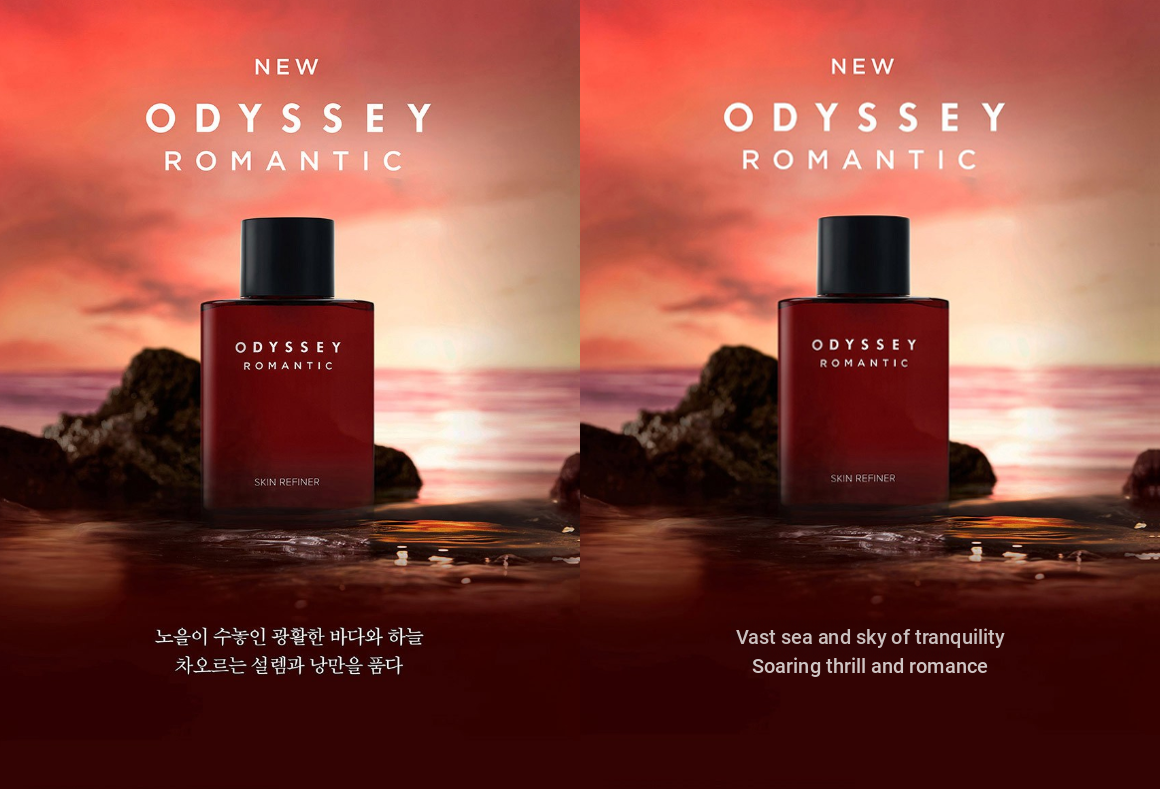 NEW
ODYSSEY
ROMANTIC
ODYSSEY
ROMANTIC
SKIN REFINER
노을이 수놓인 광활한 바다와 하늘
차오르는 설렘과 낭만을 품다
NEW
ODYSSEY
ROMANTIC
ODYSSEY
ROMANTIC
SKIN REFINER
Vast sea and sky of tranquility
Soaring thrill and romance